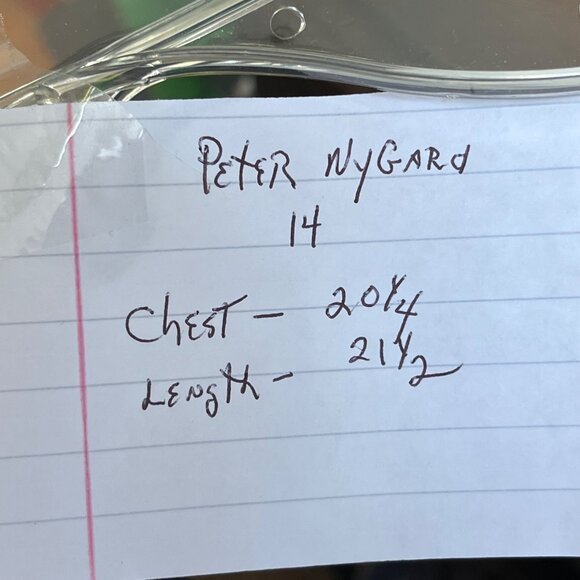 PETER NYGARd
14
ChEST - 20 1/4
LENgth - 21 1/2